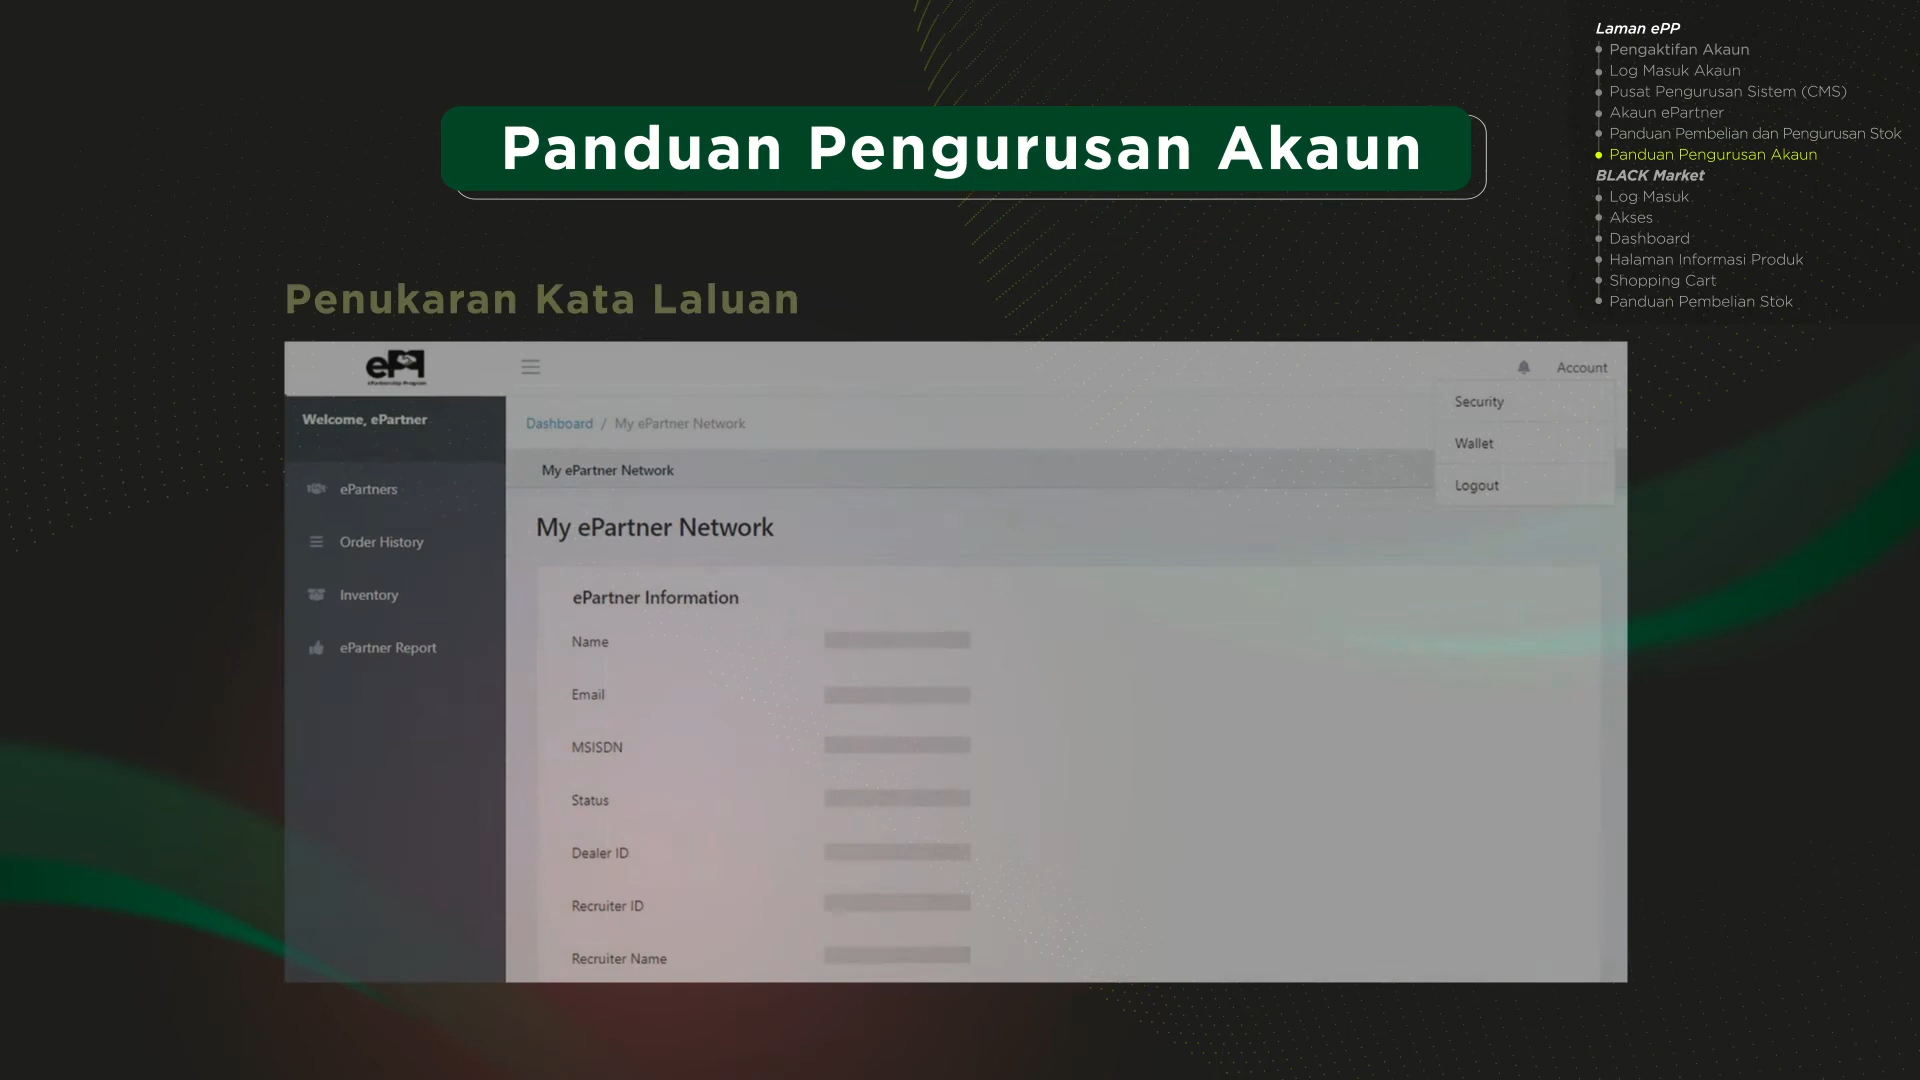 Laman ePP
Pengaktifan Akaun
Log Masuk Akaun
Pusat Pengurusan Sistem (CMS)
Akaun ePartner
Panduan Pembelian dan Pengurusan Stok
Panduan Pengurusan Akaun
BLACK Market
Log Masuk
Akses
Dashboard
Halaman Informasi Produk
Shopping Cart
Panduan Pembelian Stok
Panduan Pengurusan Akaun
Penukaran Kata Laluan
ePP
ePartnership Program
Account
Security
Wallet
Logout
Welcome, ePartner
ePartners
Order History
Inventory
ePartner Report
Dashboard / My ePartner Network
My ePartner Network
My ePartner Network
ePartner Information
Name
Email
MSISDN
Status
Dealer ID
Recruiter ID
Recruiter Name